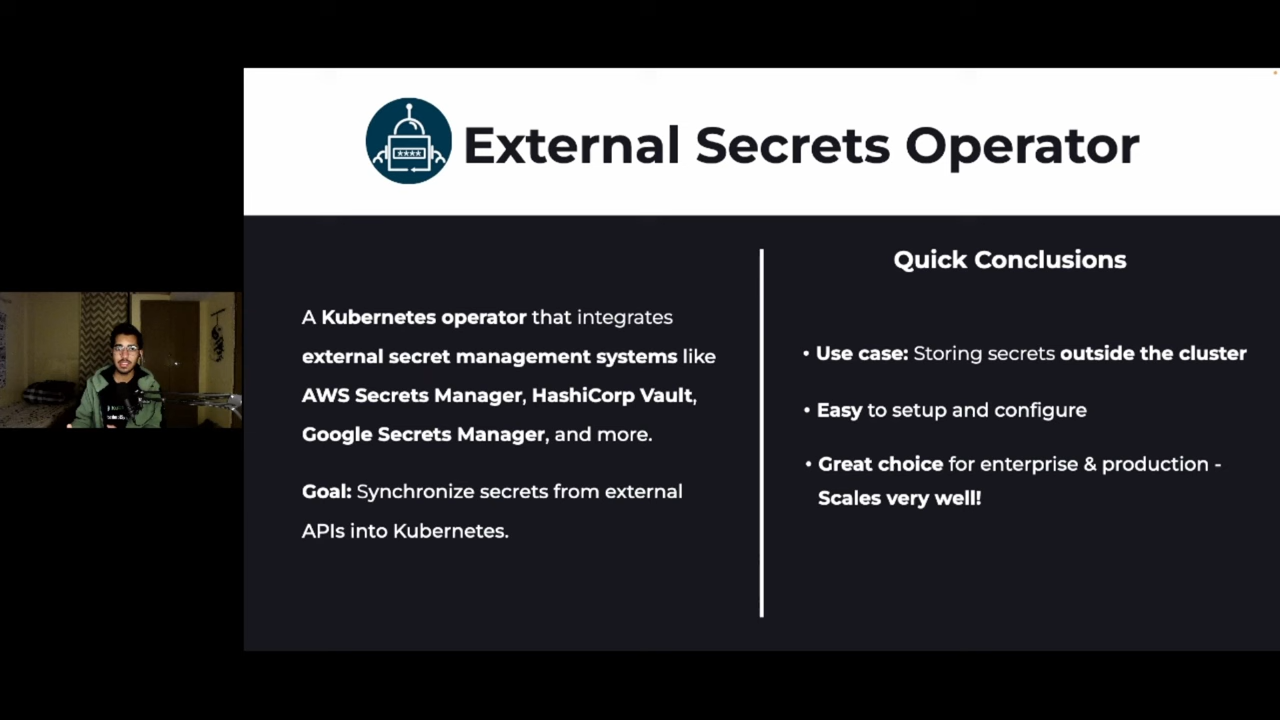 ****
External Secrets Operator
A Kubernetes operator that integrates
external secret management systems like
AWS Secrets Manager, HashiCorp Vault,
Google Secrets Manager, and more.
Goal: Synchronize secrets from external
APIs into Kubernetes.
Quick Conclusions
• Use case: Storing secrets outside the cluster
• Easy to setup and configure
• Great choice for enterprise & production -
Scales very well!